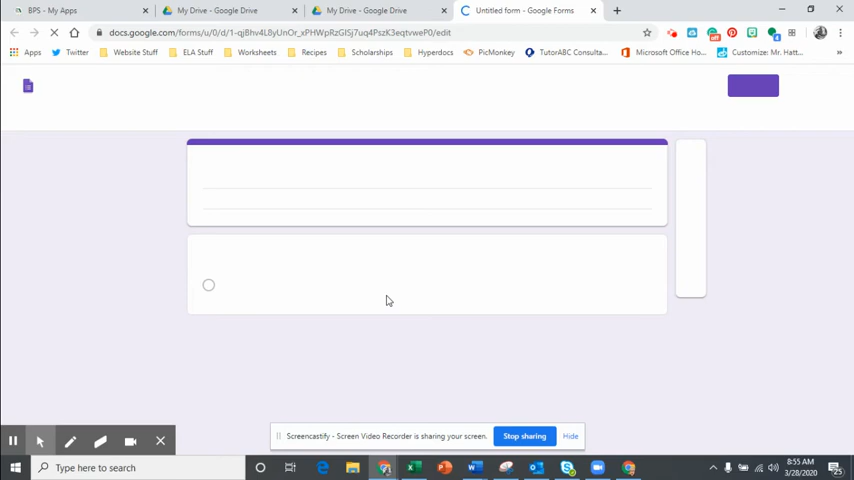 BPS - My Apps
My Drive - Google Drive
My Drive - Google Drive
Untitled form - Google Forms
docs.google.com/forms/u/0/d/1-qjBhv4L8yUnOr_xPHWpRzGISj7uq4PszK3eqtvweP0/edit
Apps
Twitter
Website Stuff
ELA Stuff
Worksheets
Recipes
Scholarships
Hyperdocs
PicMonkey
TutorABC Consulta...
Microsoft Office Ho...
Customize: Mr. Hatt...
Screencastify - Screen Video Recorder is sharing your screen.
Stop sharing
Hide
Type here to search
8:55 AM
3/28/2020
25